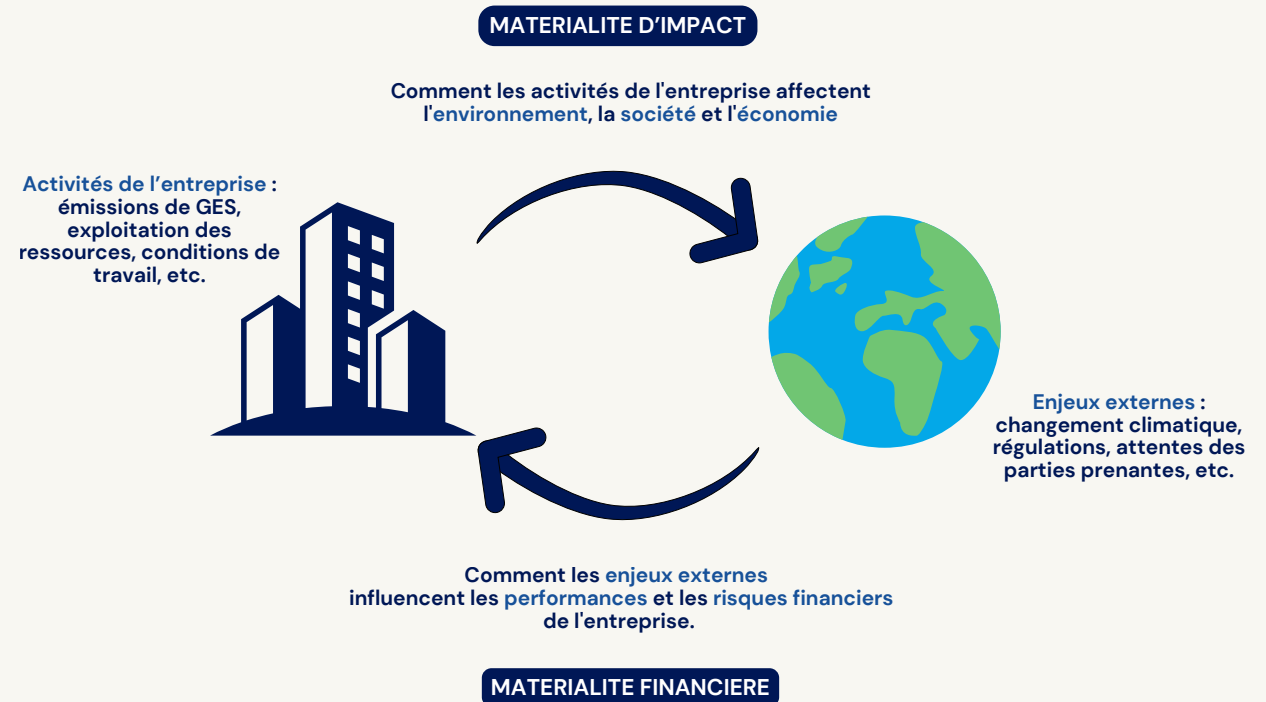 MATERIALITE D’IMPACT
Comment les activités de l'entreprise affectent
l'environnement, la société et l'économie
Activités de l’entreprise :
émissions de GES,
exploitation des
ressources, conditions de
travail, etc.
Enjeux externes :
changement climatique,
régulations, attentes des
parties prenantes, etc.
Comment les enjeux externes
influencent les performances et les risques financiers
de l'entreprise.
MATERIALITE FINANCIERE